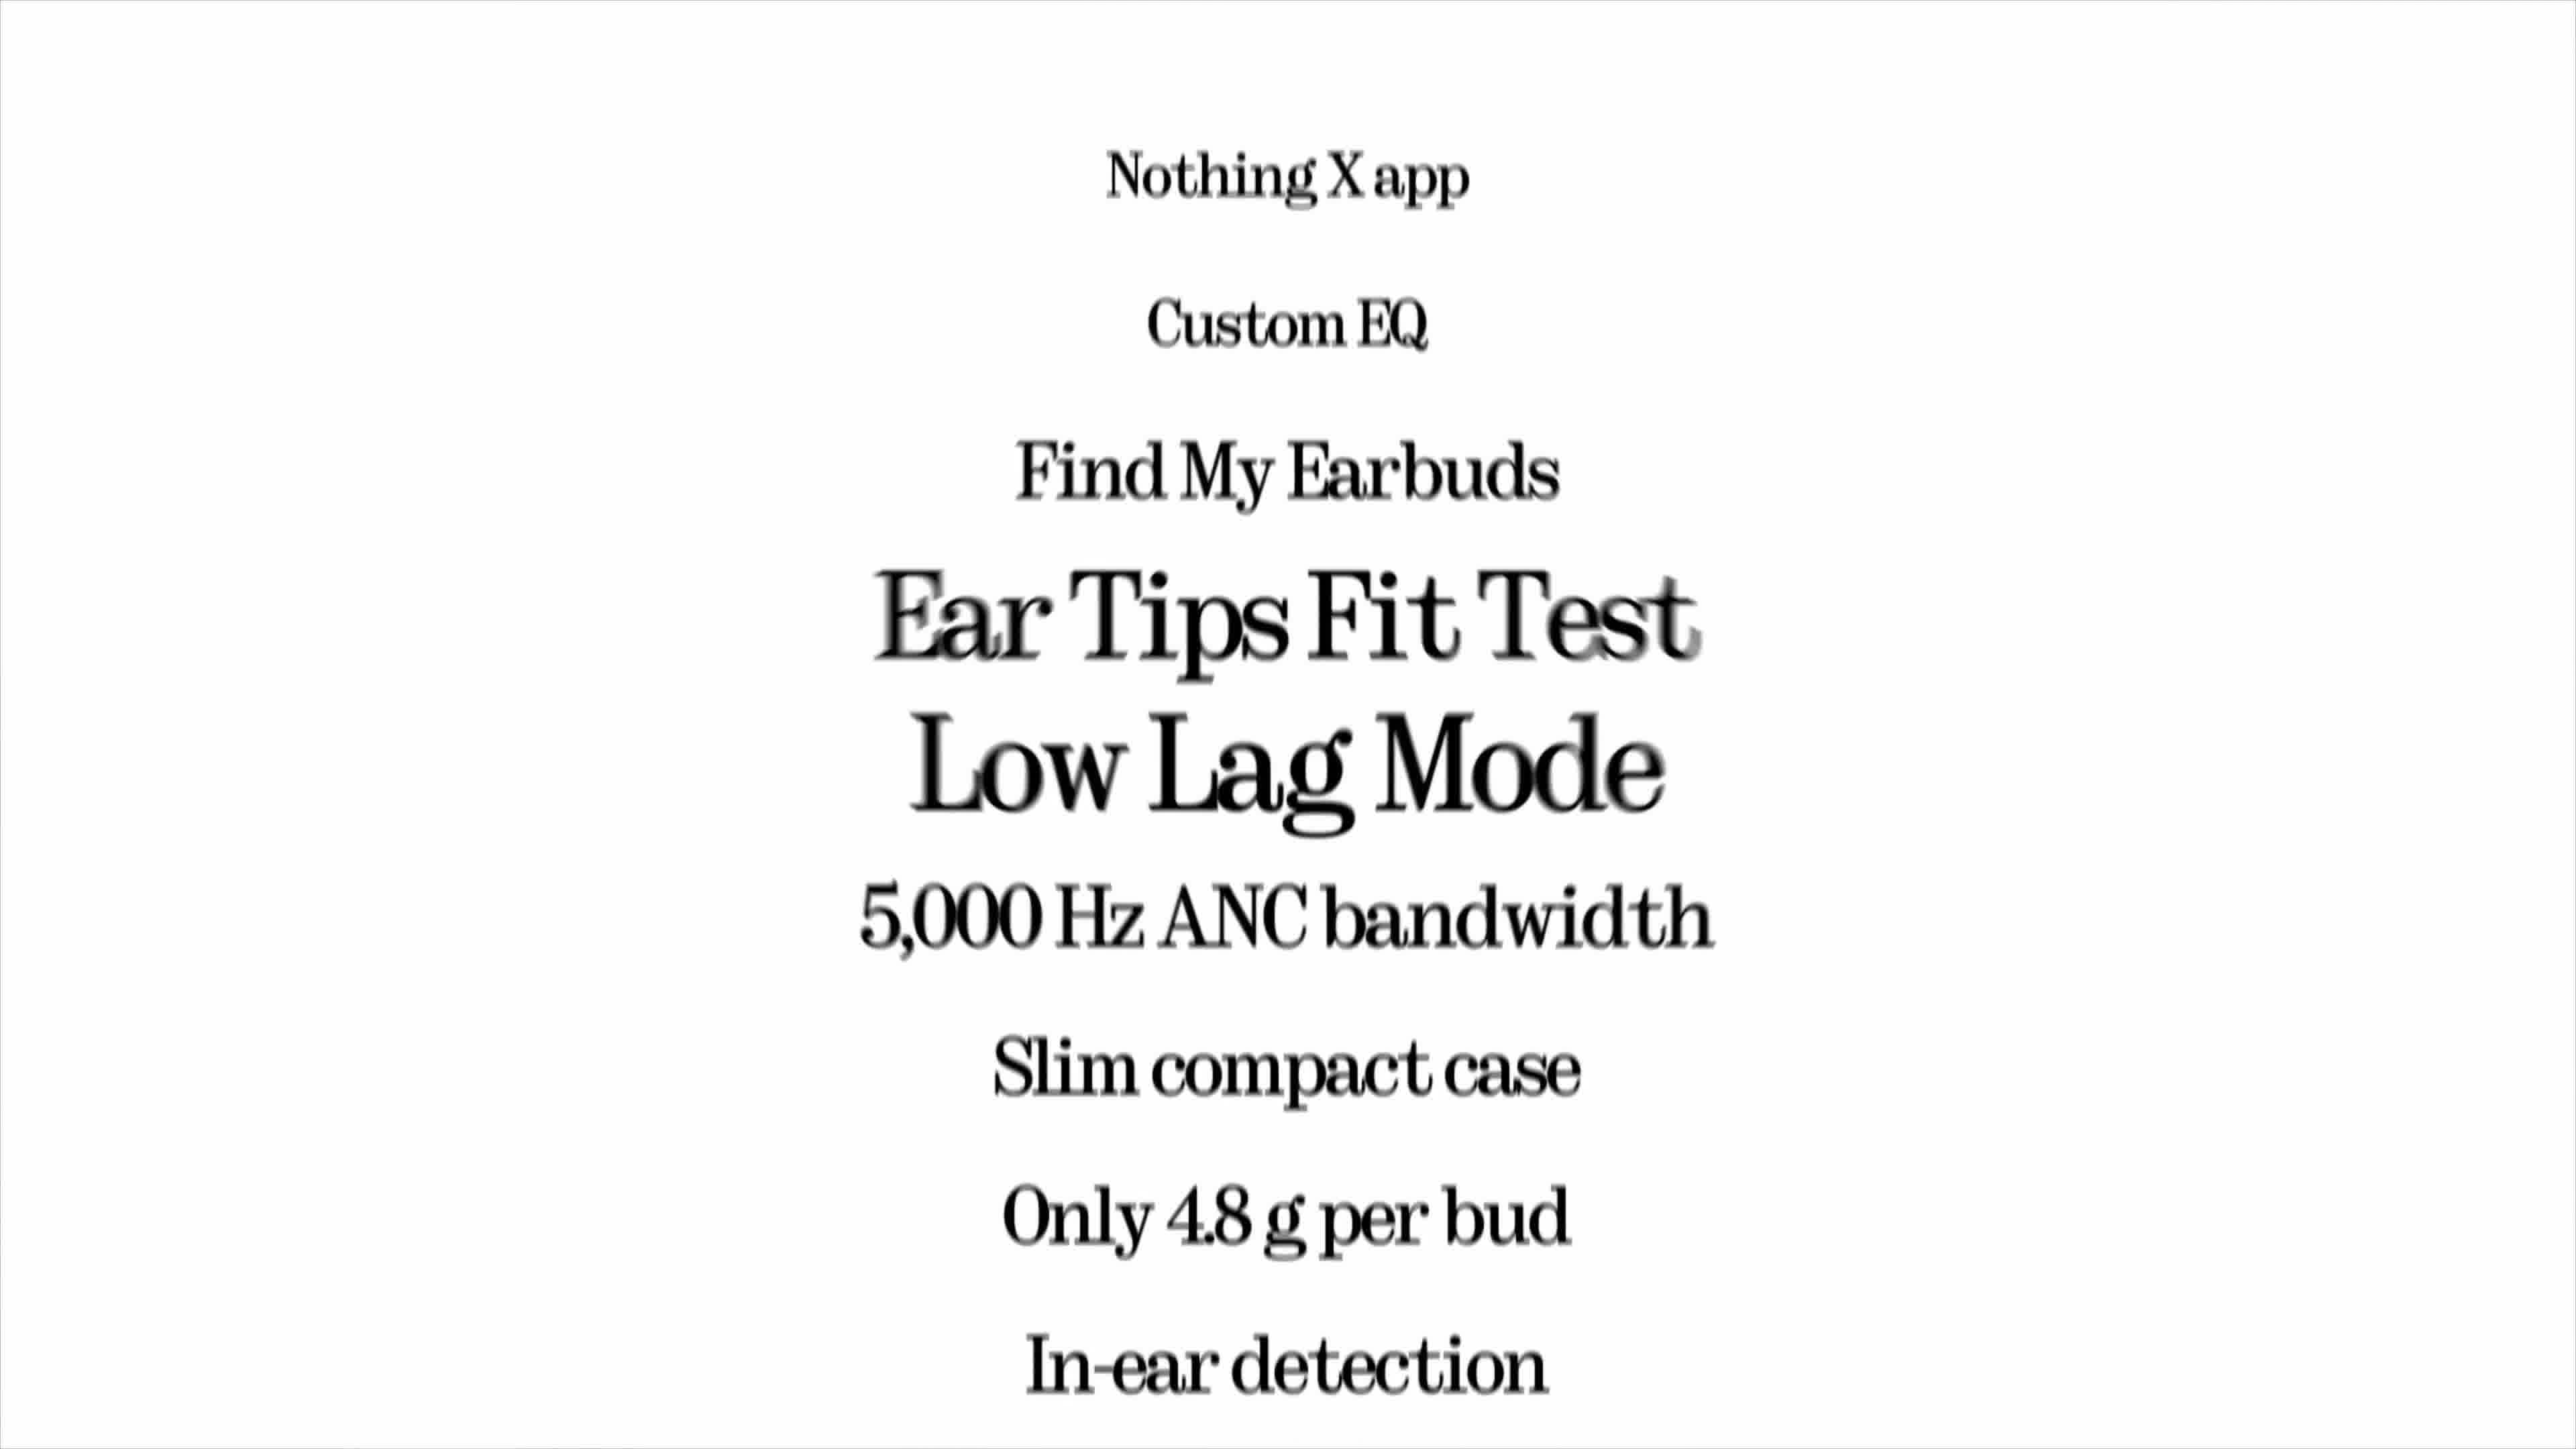 Nothing X app
Custom EQ
Find My Earbuds
Ear Tips Fit Test
Low Lag Mode
5,000 Hz ANC bandwidth
Slim compact case
Only 4.8 g per bud
In-ear detection